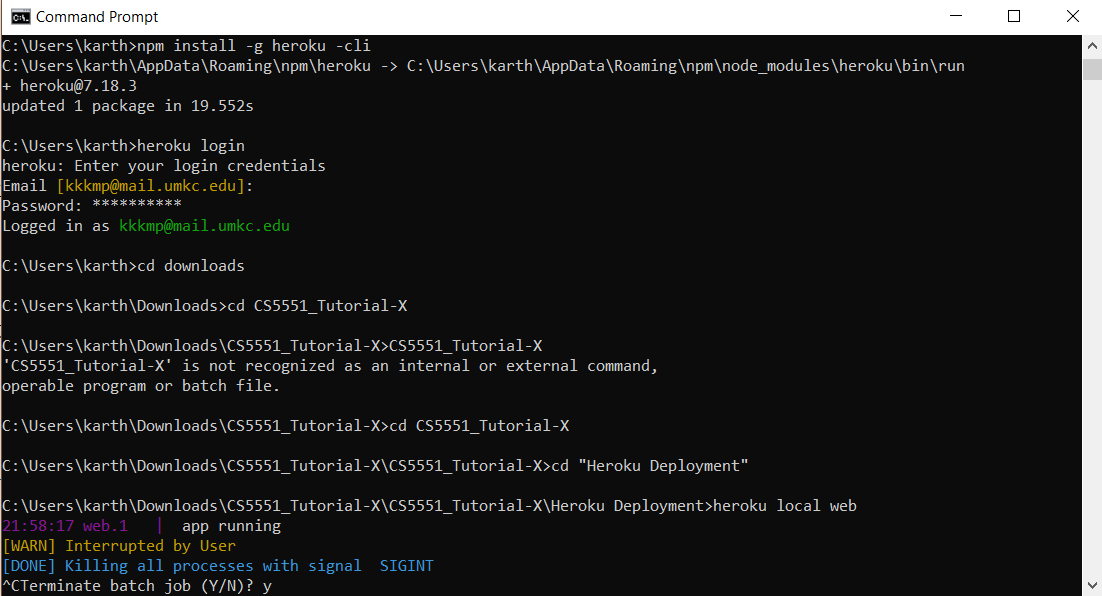 Command Prompt
C:\Users\karth>npm install -g heroku -cli
C:\Users\karth\AppData\Roaming\npm\heroku -> C:\Users\karth\AppData\Roaming\npm\node_modules\heroku\bin\run
+ heroku@7.18.3
updated 1 package in 19.552s
C:\Users\karth>heroku login
heroku: Enter your login credentials
Email [kkkmp@mail.umkc.edu]:
Password: **********
Logged in as kkkmp@mail.umkc.edu
C:\Users\karth>cd downloads
C:\Users\karth\Downloads>cd CS5551_Tutorial-X
C:\Users\karth\Downloads\CS5551_Tutorial-X>CS5551_Tutorial-X
'CS5551_Tutorial-X' is not recognized as an internal or external command,
operable program or batch file.
C:\Users\karth\Downloads\CS5551_Tutorial-X>cd CS5551_Tutorial-X
C:\Users\karth\Downloads\CS5551_Tutorial-X\CS5551_Tutorial-X>cd "Heroku Deployment"
C:\Users\karth\Downloads\CS5551_Tutorial-X\CS5551_Tutorial-X\Heroku Deployment>heroku local web
21:58:17 web.1 | app running
[WARN] Interrupted by User
[DONE] Killing all processes with signal SIGINT
^CTerminate batch job (Y/N)? y